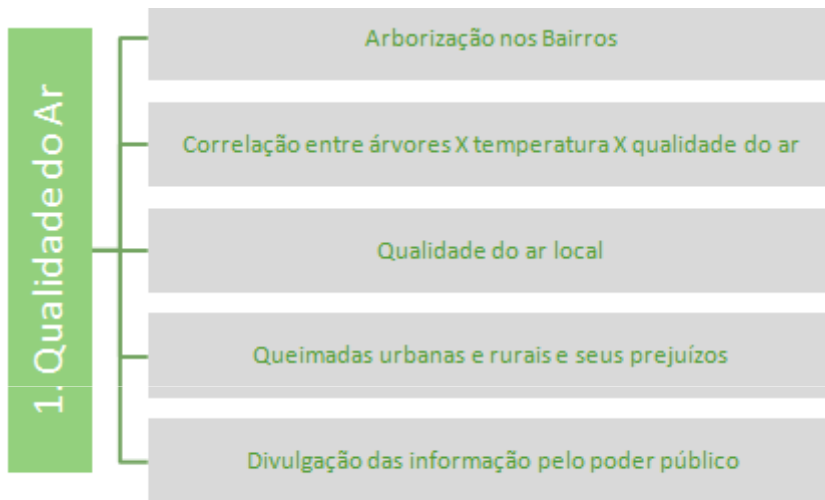 1. Qualidade do Ar
Arborização nos Bairros
Correlação entre árvores X temperatura X qualidade do ar
Qualidade do ar local
Queimadas urbanas e rurais e seus prejuízos
Divulgação das informação pelo poder público